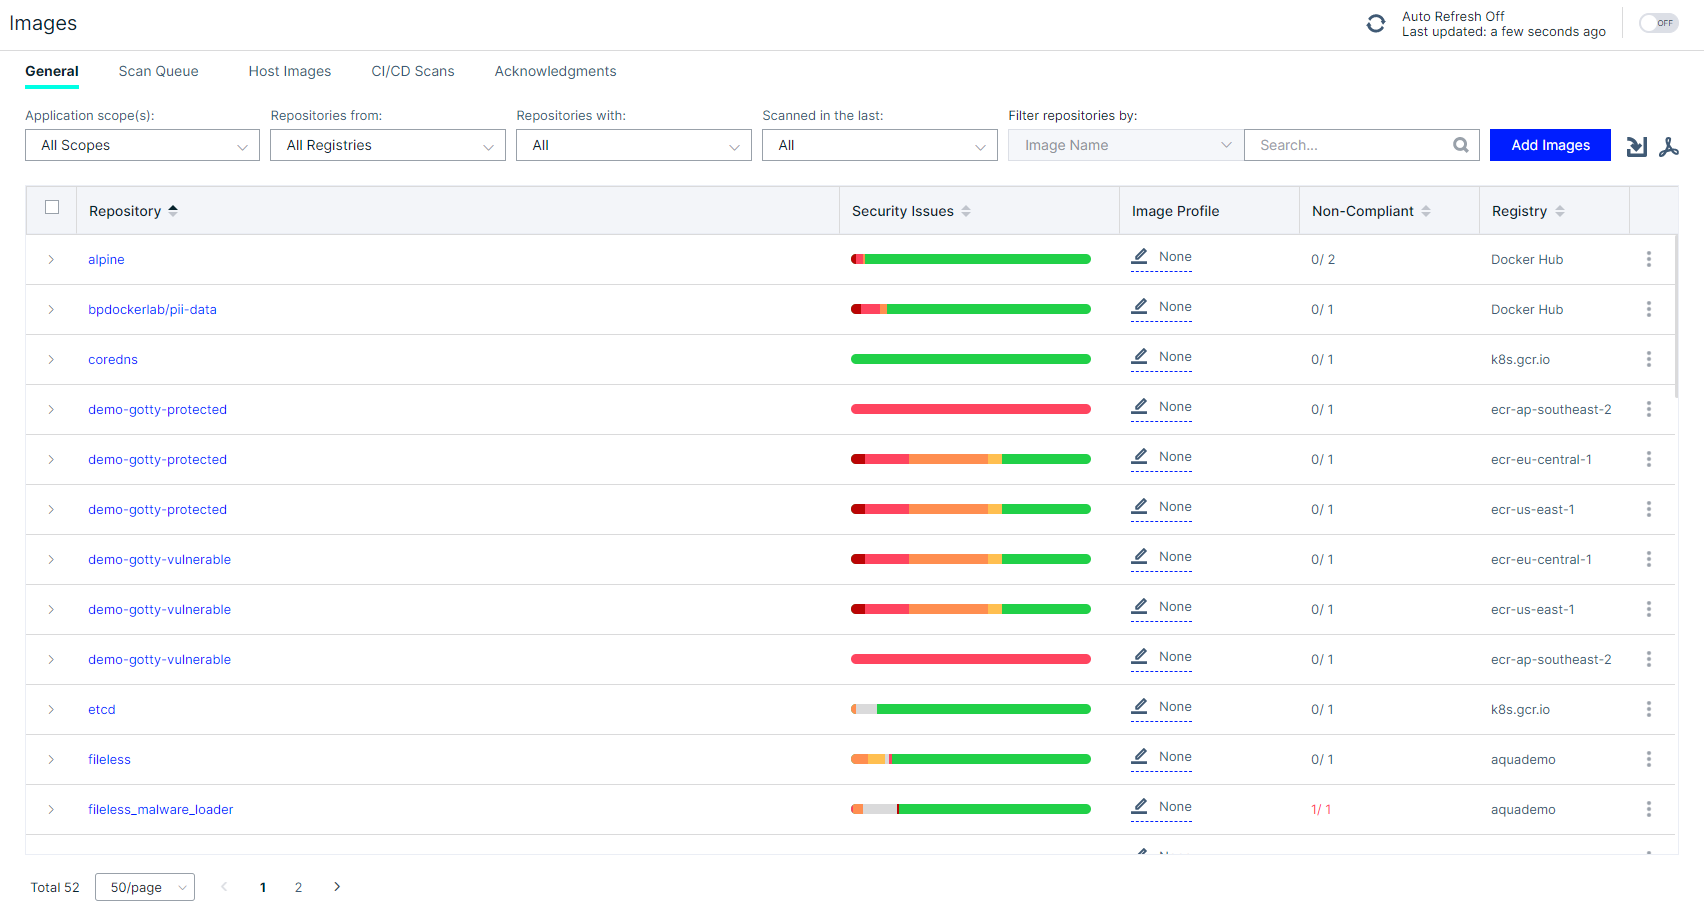 Images
Auto Refresh Off
Last updated: a few seconds ago
OFF
General Scan Queue Host Images CI/CD Scans Acknowledgments
Application scope(s): Repositories from: Repositories with: Scanned in the last: Filter repositories by:
All Scopes All Registries All All Image Name Search... Add Images
Repository Security Issues Image Profile Non-Compliant Registry
alpine None 0/ 2 Docker Hub
bpdockerlab/pii-data None 0/ 1 Docker Hub
coredns None 0/ 1 k8s.gcr.io
demo-gotty-protected None 0/ 1 ecr-ap-southeast-2
demo-gotty-protected None 0/ 1 ecr-eu-central-1
demo-gotty-protected None 0/ 1 ecr-us-east-1
demo-gotty-vulnerable None 0/ 1 ecr-eu-central-1
demo-gotty-vulnerable None 0/ 1 ecr-us-east-1
demo-gotty-vulnerable None 0/ 1 ecr-ap-southeast-2
etcd None 0/ 1 k8s.gcr.io
fileless None 0/ 1 aquademo
fileless_malware_loader None 1/ 1 aquademo
Total 52 50/page 1 2